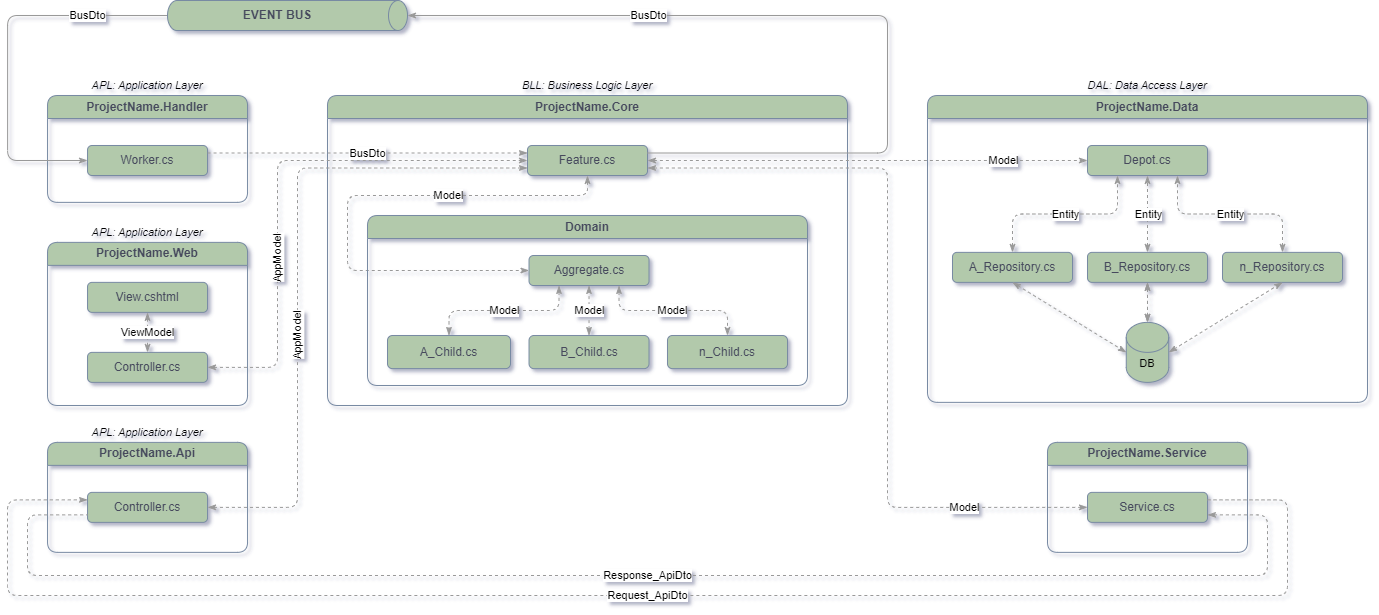 BusDto
EVENT BUS
BusDto
APL: Application Layer
ProjectName.Handler
Worker.cs
BusDto
BLL: Business Logic Layer
ProjectName.Core
Feature.cs
Model
Domain
Aggregate.cs
Model
Model
Model
A_Child.cs
B_Child.cs
n_Child.cs
DAL: Data Access Layer
ProjectName.Data
Model
Depot.cs
Entity
Entity
Entity
A_Repository.cs
B_Repository.cs
n_Repository.cs
DB
APL: Application Layer
ProjectName.Web
View.cshtml
ViewModel
Controller.cs
AppModel
AppModel
APL: Application Layer
ProjectName.Api
Controller.cs
ProjectName.Service
Model
Service.cs
Response_ApiDto
Request_ApiDto